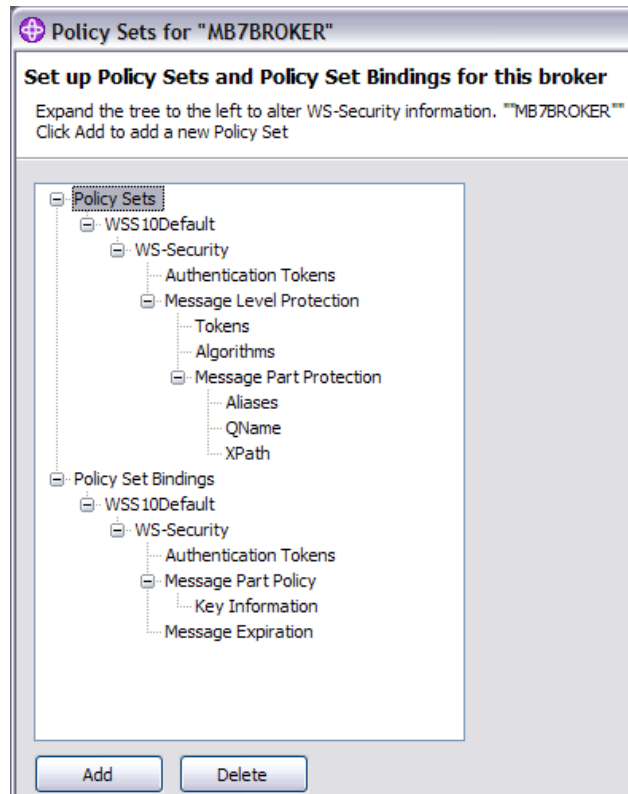 Policy Sets for "MB7BROKER"
Set up Policy Sets and Policy Set Bindings for this broker
Expand the tree to the left to alter WS-Security information. ""MB7BROKER""
Click Add to add a new Policy Set
Policy Sets
WSS10Default
WS-Security
Authentication Tokens
Message Level Protection
Tokens
Algorithms
Message Part Protection
Aliases
QName
XPath
Policy Set Bindings
WSS10Default
WS-Security
Authentication Tokens
Message Part Policy
Key Information
Message Expiration
Add Delete